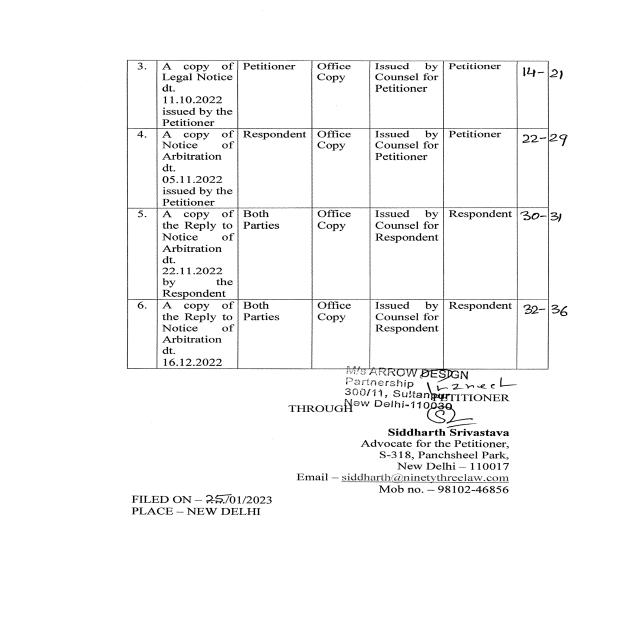 3. A copy of Legal Notice dt. 11.10.2022 issued by the Petitioner Petitioner Office Copy Issued by Counsel for Petitioner Petitioner 14-21
4. A copy of Notice of Arbitration dt. 05.11.2022 issued by the Petitioner Respondent Office Copy Issued by Counsel for Petitioner Petitioner 22-29
5. A copy of the Reply to Notice of Arbitration dt. 22.11.2022 by the Respondent Both Parties Office Copy Issued by Counsel for Respondent Respondent 30-31
6. A copy of the Reply to Notice of Arbitration dt. 16.12.2022 Both Parties Office Copy Issued by Counsel for Respondent Respondent 32-36
M/s ARROW DESIGN
Partnership
300/11, Sultanpur
PETITIONER
New Delhi-110030
THROUGH
Siddharth Srivastava
Advocate for the Petitioner,
S-318, Panchsheel Park,
New Delhi – 110017
Email – siddharth@ninetythreelaw.com
Mob no. – 98102-46856
FILED ON – 25/01/2023
PLACE – NEW DELHI